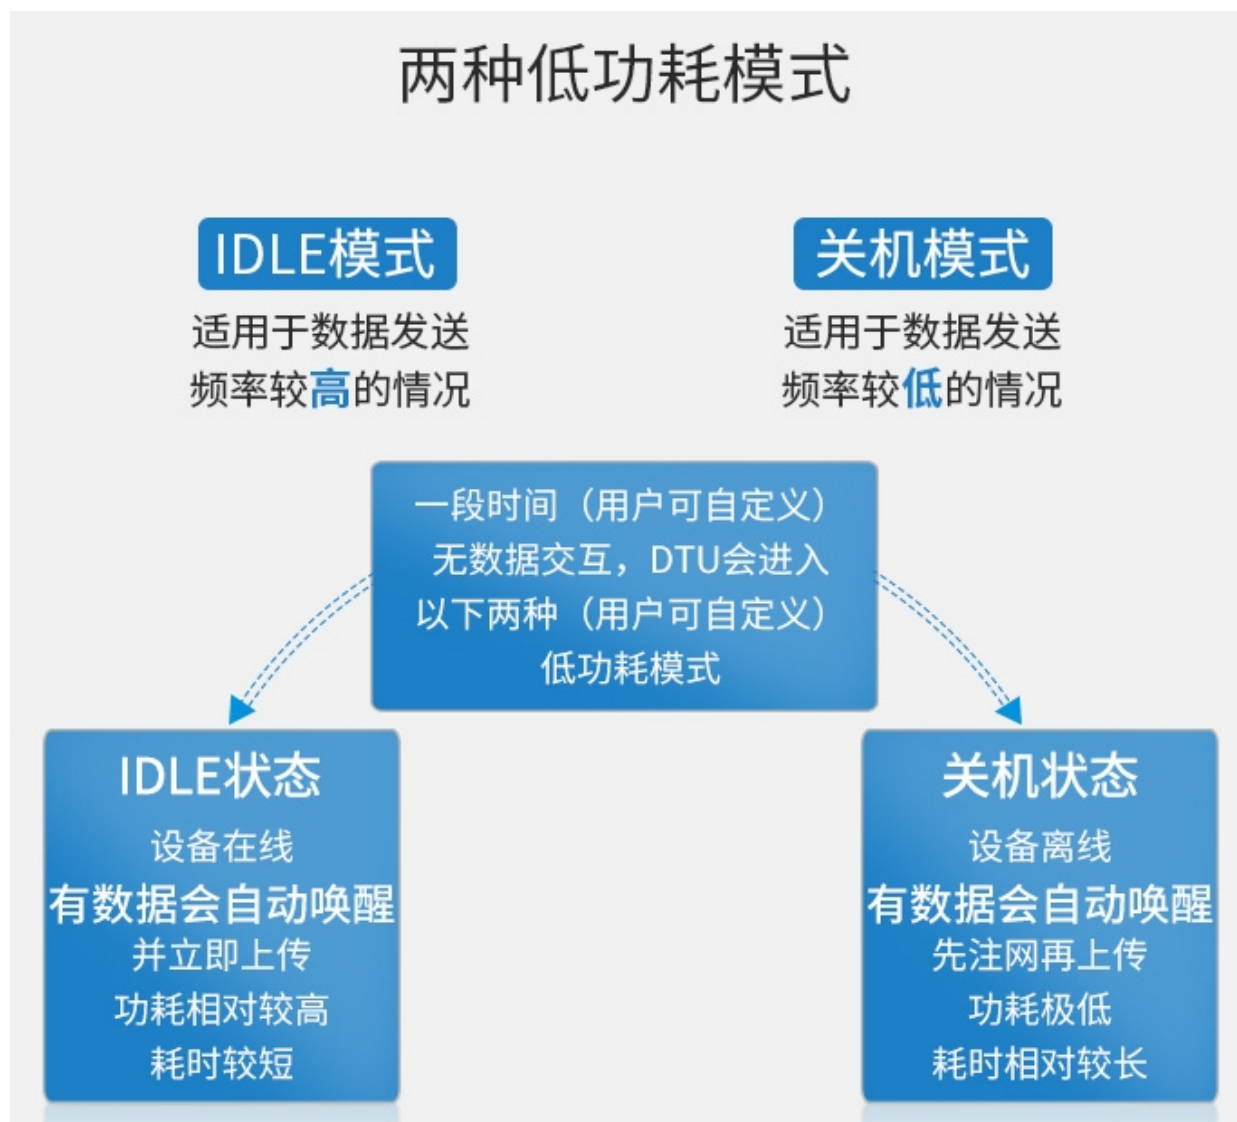 两种低功耗模式
IDLE模式
适用于数据发送
频率较高的情况
关机模式
适用于数据发送
频率较低的情况
一段时间（用户可自定义）
无数据交互，DTU会进入
以下两种（用户可自定义）
低功耗模式
IDLE状态
设备在线
有数据会自动唤醒
并立即上传
功耗相对较高
耗时较短
关机状态
设备离线
有数据会自动唤醒
先注网再上传
功耗极低
耗时相对较长